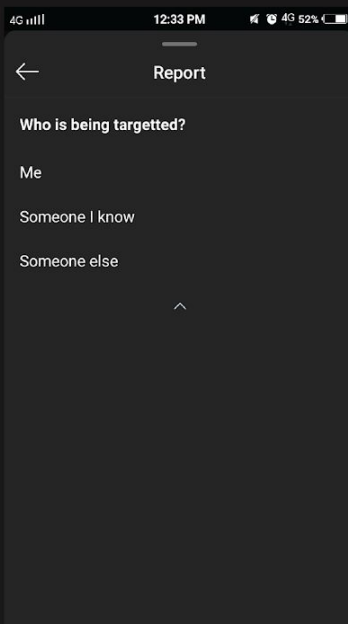 4G 12:33 PM 4G 52%
Report
Who is being targetted?
Me
Someone I know
Someone else